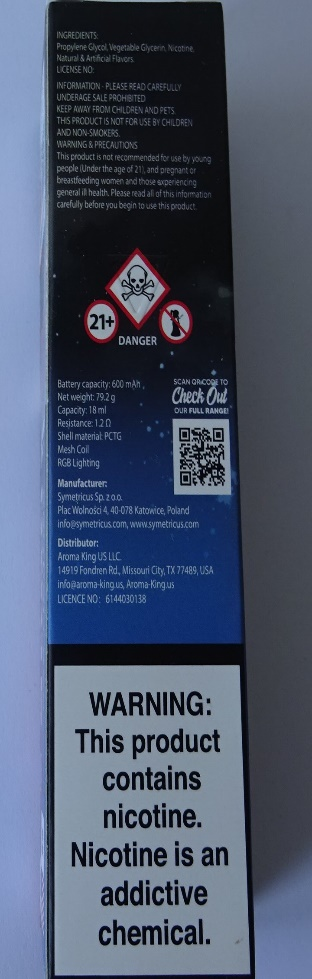 INGREDIENTS:
Propylene Glycol, Vegetable Glycerin, Nicotine,
Natural & Artificial Flavors
LICENSE NO:
INFORMATION - PLEASE READ CAREFULLY
UNDERAGE SALE PROHIBITED
KEEP AWAY FROM CHILDREN AND PETS.
THIS PRODUCT IS NOT FOR USE BY CHILDREN
AND NON-SMOKERS.
WARNING & PRECAUTIONS
This product is not recommended for use by young
people (Under the age of 21), and pregnant or
breastfeeding women and those experiencing
general ill health. Please read all of this information
carefully before you begin to use this product.
21+
DANGER
Battery capacity: 600 mAh
Net weight: 79.2 g
Capacity: 18 ml
Resistance: 1.2 Ω
Shell material: PCTG
Mesh Coil
RGB Lighting
SCAN QR CODE TO
Check Out
OUR FULL RANGE!
Manufacturer:
Symetricus Sp. z o.o.
Plac Wolności 4, 40-078 Katowice, Poland
info@symetricus.com, www.symetricus.com
Distributor:
Aroma King US LLC.
14919 Fondren Rd., Missouri City, TX 77489, USA
info@aroma-king.us, Aroma-King.us
LICENCE NO: 6144030138
WARNING:
This product
contains
nicotine.
Nicotine is an
addictive
chemical.